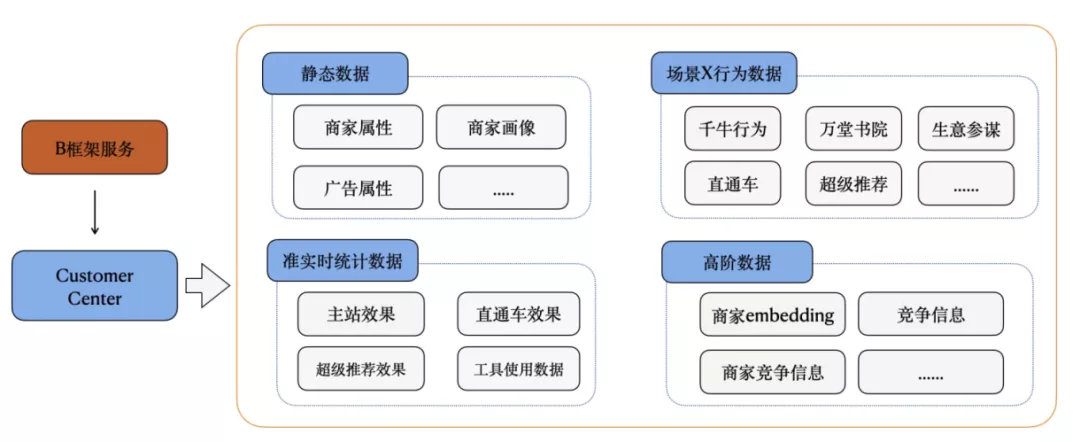 B框架服务
Customer
Center
静态数据
商家属性
商家画像
广告属性
.....
场景X行为数据
千牛行为
万堂书院
生意参谋
直通车
超级推荐
......
准实时统计数据
主站效果
直通车效果
超级推荐效果
工具使用数据
高阶数据
商家embedding
竞争信息
商家竞争信息
......